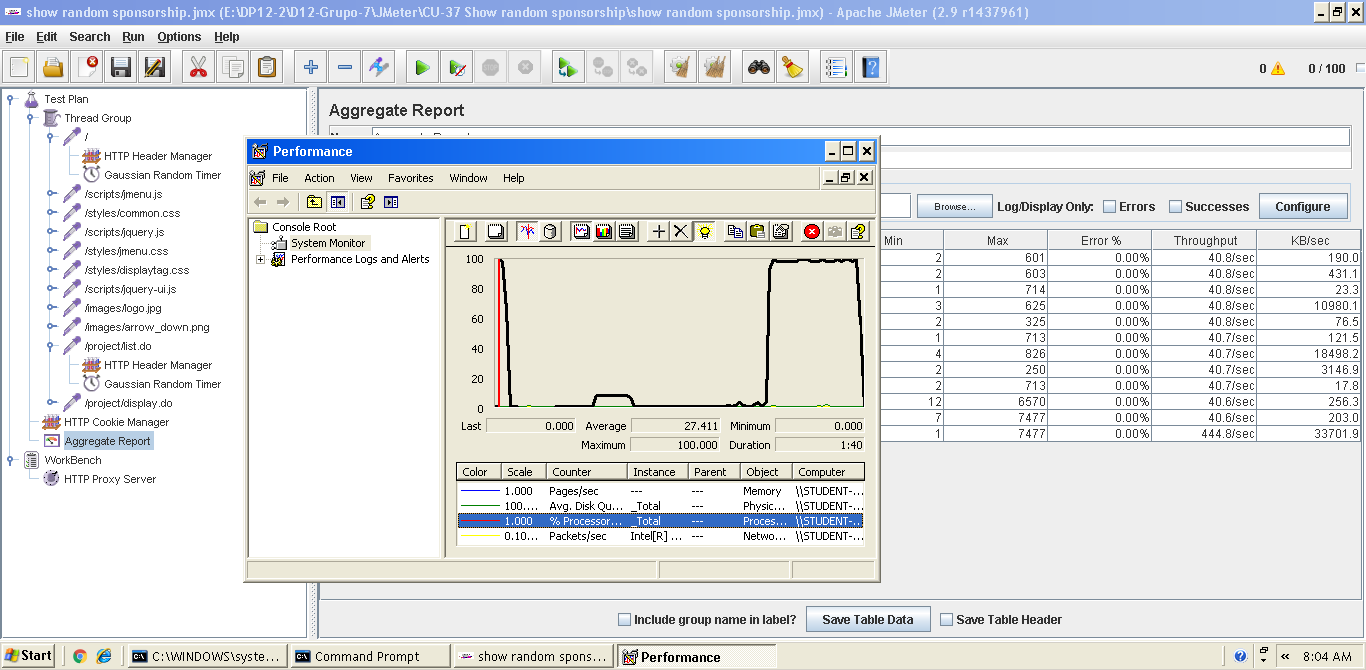 show random sponsorship.jmx (E:\DP12-2\D12-Grupo-7\JMeter\CU-37 Show random sponsorship\show random sponsorship.jmx) - Apache JMeter (2.9 r1437961)
File Edit Search Run Options Help
0 0 / 100
Test Plan
Thread Group
/
HTTP Header Manager
Gaussian Random Timer
/scripts/jmenu.js
/styles/common.css
/scripts/jquery.js
/styles/jmenu.css
/styles/displaytag.css
/scripts/jquery-ui.js
/images/logo.jpg
/images/arrow_down.png
/project/list.do
HTTP Header Manager
Gaussian Random Timer
/project/display.do
HTTP Cookie Manager
Aggregate Report
WorkBench
HTTP Proxy Server
Aggregate Report
Browse... Log/Display Only: Errors Successes Configure
Min Max Error % Throughput KB/sec
2 601 0.00% 40.8/sec 190.0
2 603 0.00% 40.8/sec 431.1
1 714 0.00% 40.8/sec 23.3
3 625 0.00% 40.8/sec 10980.1
2 325 0.00% 40.8/sec 76.5
1 713 0.00% 40.7/sec 121.5
4 826 0.00% 40.7/sec 18498.2
2 250 0.00% 40.7/sec 3146.9
2 713 0.00% 40.7/sec 17.8
12 6570 0.00% 40.6/sec 256.3
7 7477 0.00% 40.6/sec 203.0
1 7477 0.00% 444.8/sec 33701.9
Include group name in label? Save Table Data Save Table Header
Performance
File Action View Favorites Window Help
Console Root
System Monitor
Performance Logs and Alerts
100
80
60
40
20
0
Last 0.000 Average 27.411 Minimum 0.000
Maximum 100.000 Duration 1:40
Color Scale Counter Instance Parent Object Computer
1.000 Pages/sec --- --- Memory \\STUDENT-...
100.... Avg. Disk Qu... _Total --- Physic... \\STUDENT-...
1.000 % Processor... _Total --- Proces... \\STUDENT-...
0.10... Packets/sec Intel[R] ... --- Netwo... \\STUDENT-...
Start C:\WINDOWS\syste... Command Prompt show random spons... Performance 8:04 AM